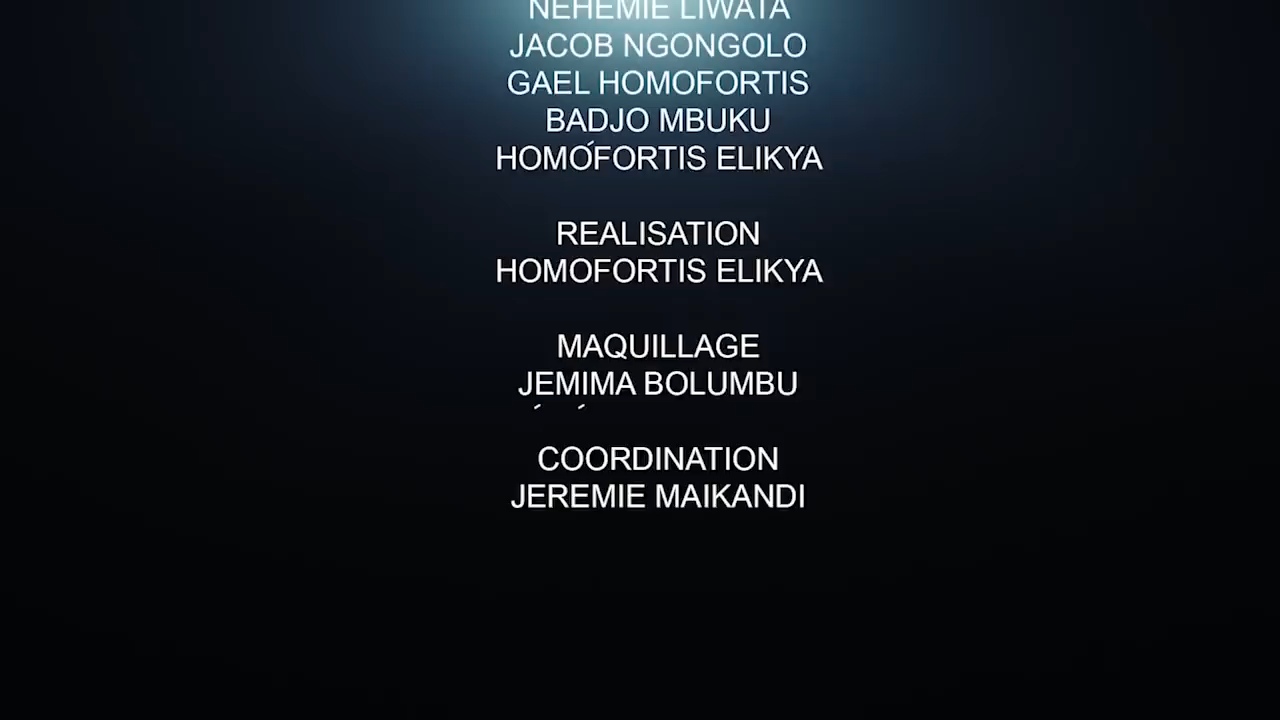 NEHEMIE LIWATA
JACOB NGONGOLO
GAEL HOMOFORTIS
BADJO MBUKU
HOMOFORTIS ELIKYA
REALISATION
HOMOFORTIS ELIKYA
MAQUILLAGE
JEMIMA BOLUMBU
COORDINATION
JEREMIE MAIKANDI